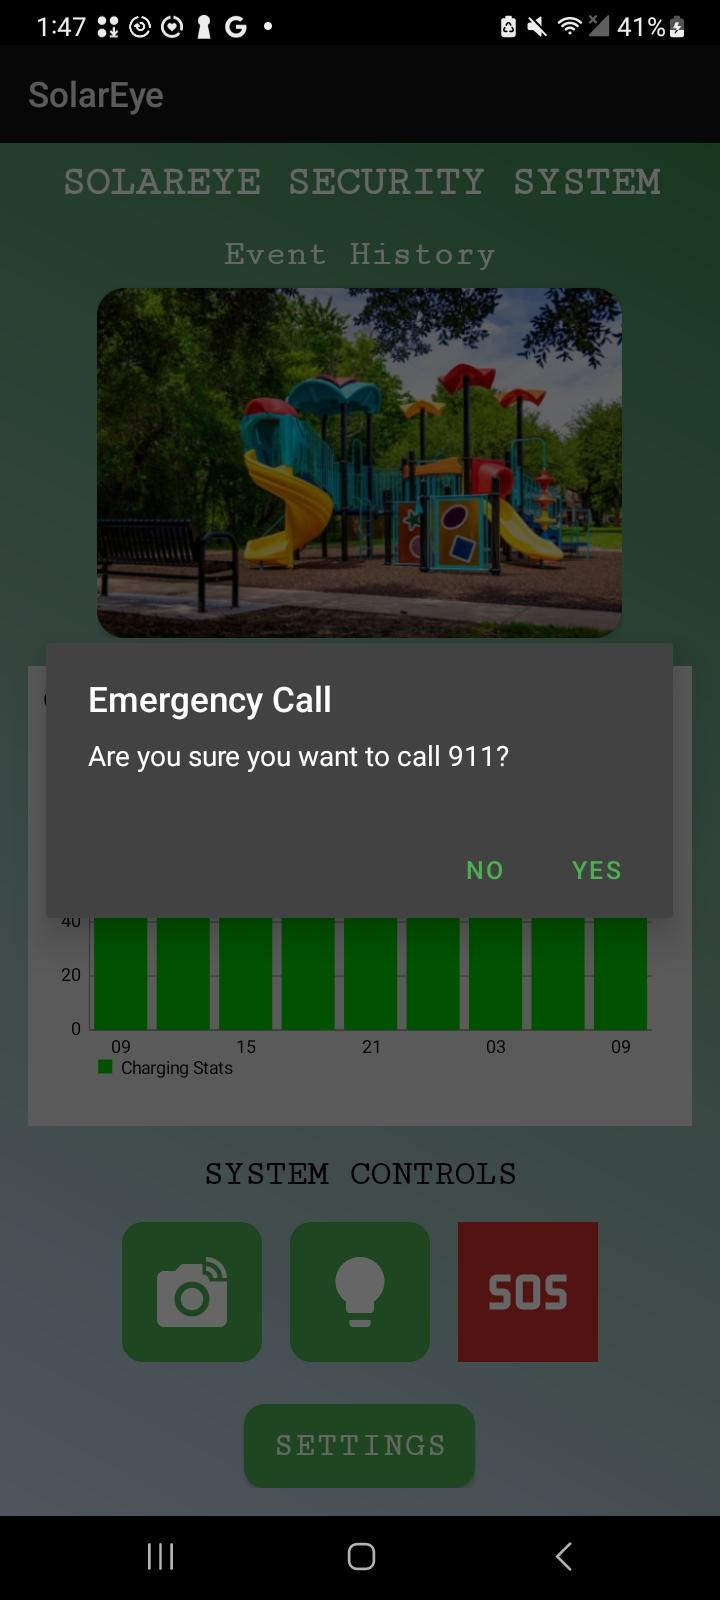 1:47 41%
SolarEye
SOLAREYE SECURITY SYSTEM
Event History
Emergency Call
Are you sure you want to call 911?
NO YES
40
20
0
09 15 21 03 09
Charging Stats
SYSTEM CONTROLS
SOS
SETTINGS